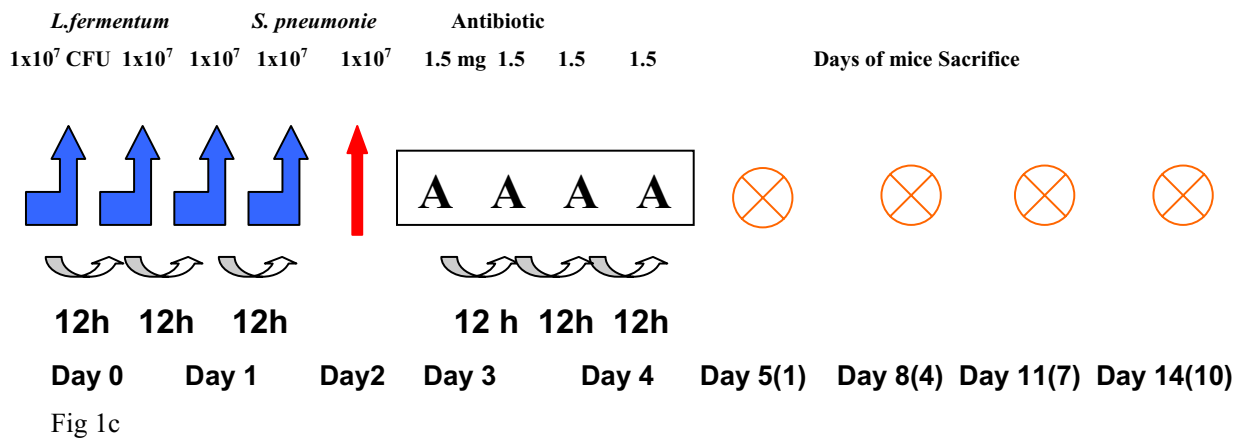 L.fermentum S. pneumonie Antibiotic
1x10⁷ CFU 1x10⁷ 1x10⁷ 1x10⁷ 1x10⁷ 1.5 mg 1.5 1.5 1.5 Days of mice Sacrifice
A A A A
12h 12h 12h 12 h 12h 12h
Day 0 Day 1 Day2 Day 3 Day 4 Day 5(1) Day 8(4) Day 11(7) Day 14(10)
Fig 1c